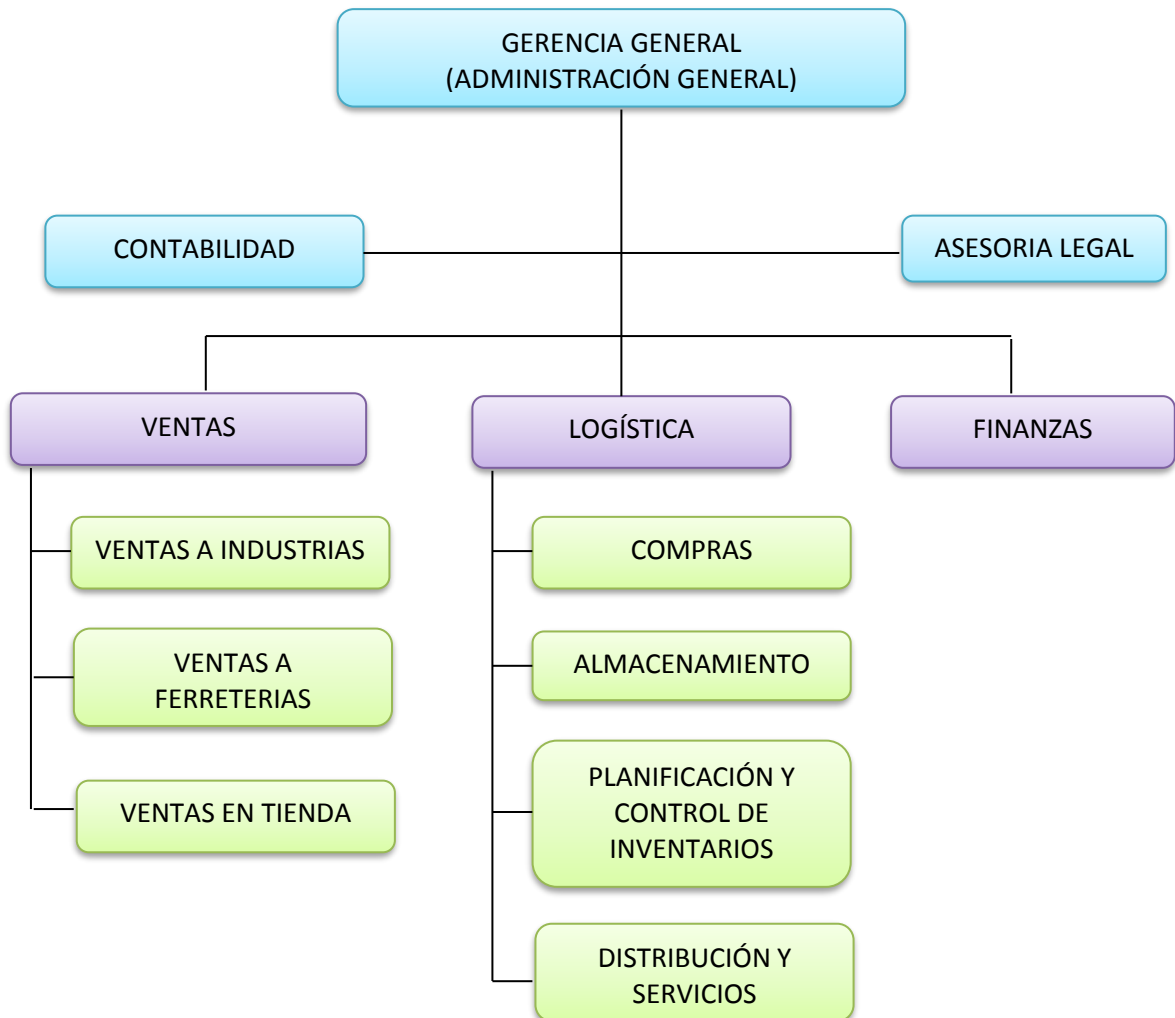 GERENCIA GENERAL
(ADMINISTRACIÓN GENERAL)
CONTABILIDAD
ASESORIA LEGAL
VENTAS
LOGÍSTICA
FINANZAS
VENTAS A INDUSTRIAS
VENTAS A
FERRETERIAS
VENTAS EN TIENDA
COMPRAS
ALMACENAMIENTO
PLANIFICACIÓN Y
CONTROL DE
INVENTARIOS
DISTRIBUCIÓN Y
SERVICIOS